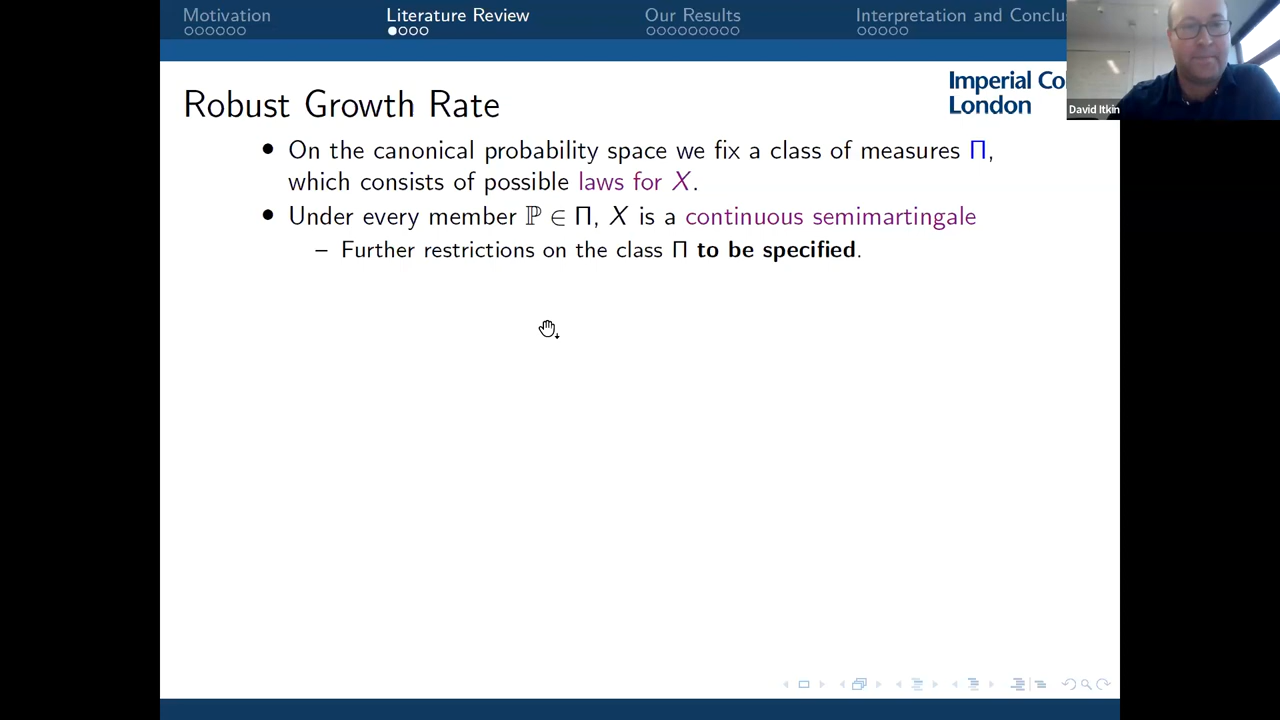 Motivation
Literature Review
Our Results
Interpretation and Conclu
Imperial Co
London
David Itkin
Robust Growth Rate
• On the canonical probability space we fix a class of measures Π,
which consists of possible laws for X.
• Under every member ℙ ∈ Π, X is a continuous semimartingale
– Further restrictions on the class Π to be specified.